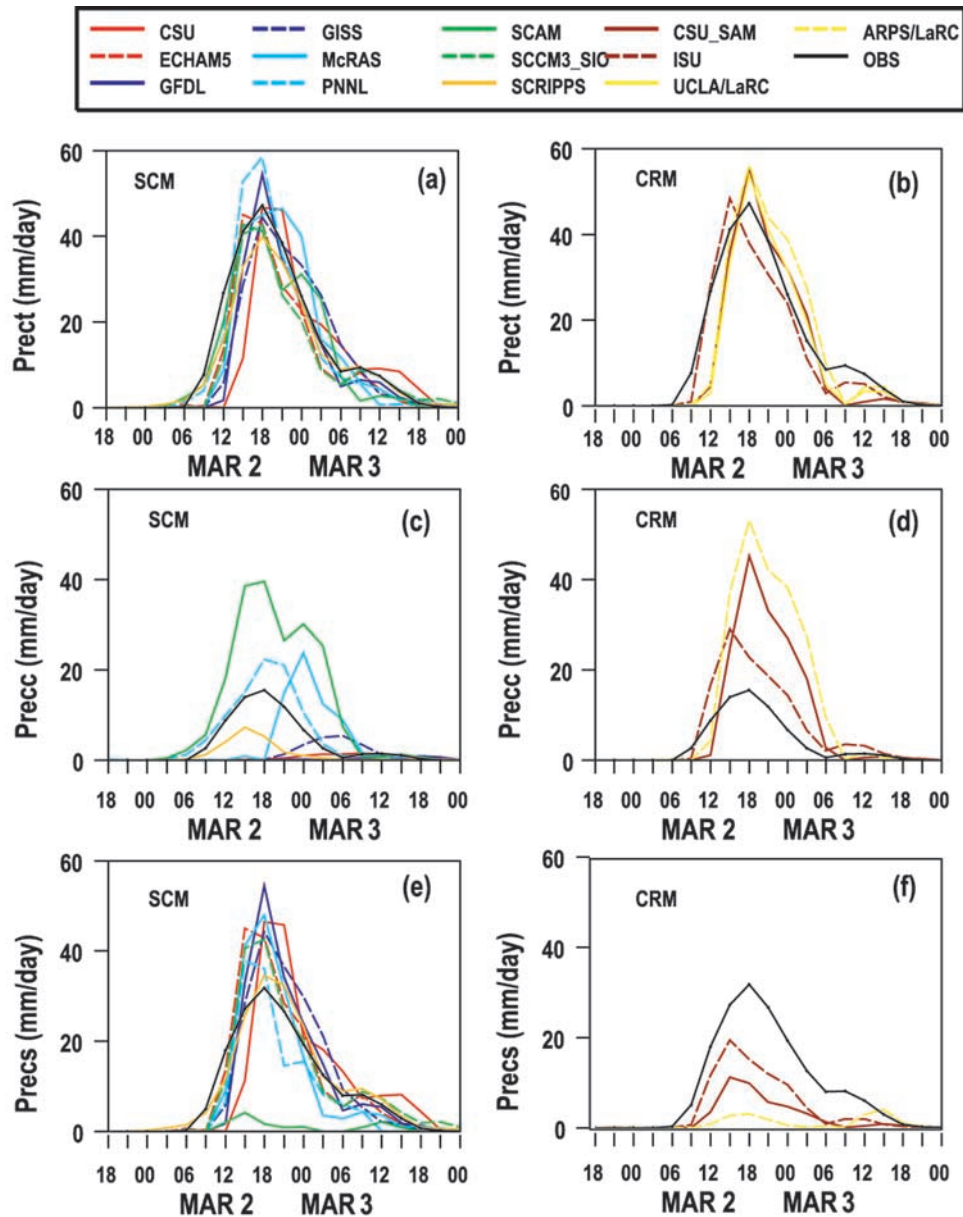 CSU GISS SCAM CSU_SAM ARPS/LaRC
ECHAM5 McRAS SCCM3_SIO ISU OBS
GFDL PNNL SCRIPPS UCLA/LaRC
60 SCM (a)
40
20
0
Prect (mm/day)
18 00 06 12 18 00 06 12 18 00
MAR 2 MAR 3
60 CRM (b)
40
20
0
Prect (mm/day)
18 00 06 12 18 00 06 12 18 00
MAR 2 MAR 3
60 SCM (c)
40
20
0
Precc (mm/day)
18 00 06 12 18 00 06 12 18 00
MAR 2 MAR 3
60 CRM (d)
40
20
0
Precc (mm/day)
18 00 06 12 18 00 06 12 18 00
MAR 2 MAR 3
60 SCM (e)
40
20
0
Precs (mm/day)
18 00 06 12 18 00 06 12 18 00
MAR 2 MAR 3
60 CRM (f)
40
20
0
Precs (mm/day)
18 00 06 12 18 00 06 12 18 00
MAR 2 MAR 3